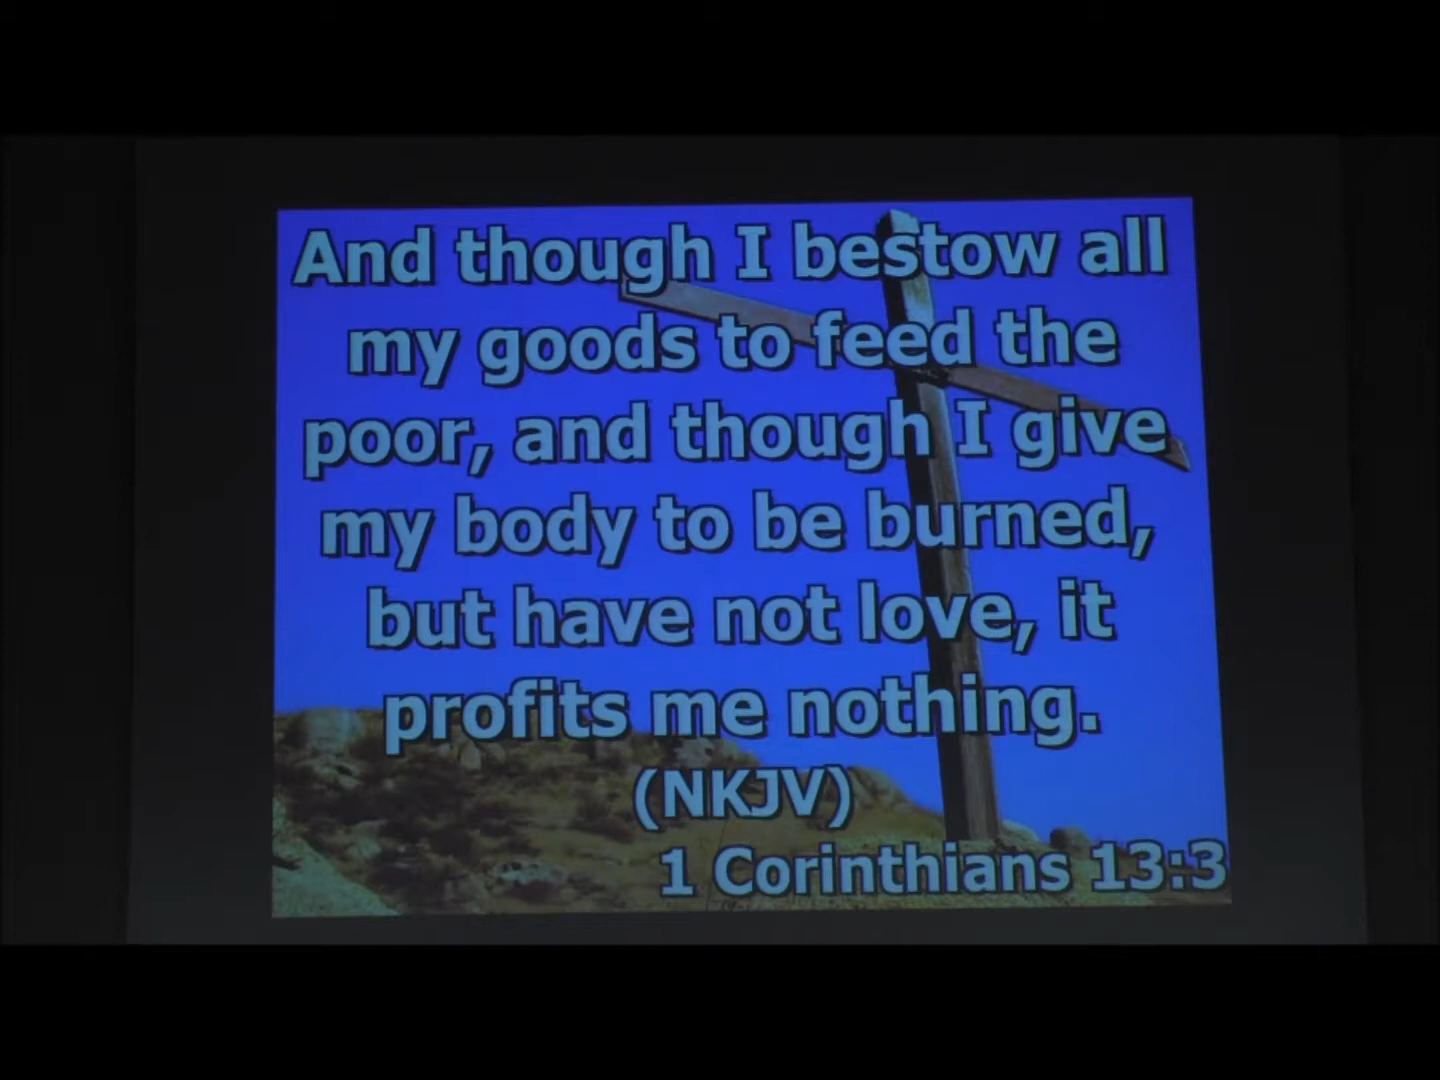 And though I bestow all
my goods to feed the
poor, and though I give
my body to be burned,
but have not love, it
profits me nothing.
(NKJV)
1 Corinthians 13:3